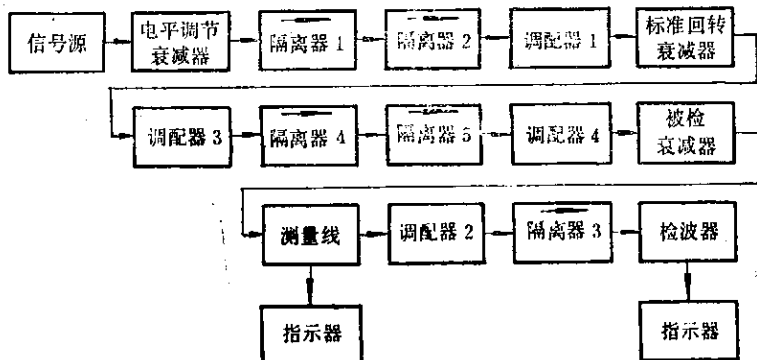 信号源
电平调节
衰减器
隔离器1
隔离器2
调配器1
标准回转
衰减器
调配器3
隔离器4
隔离器5
调配器4
被检
衰减器
测量线
调配器2
隔离器3
检波器
指示器
指示器